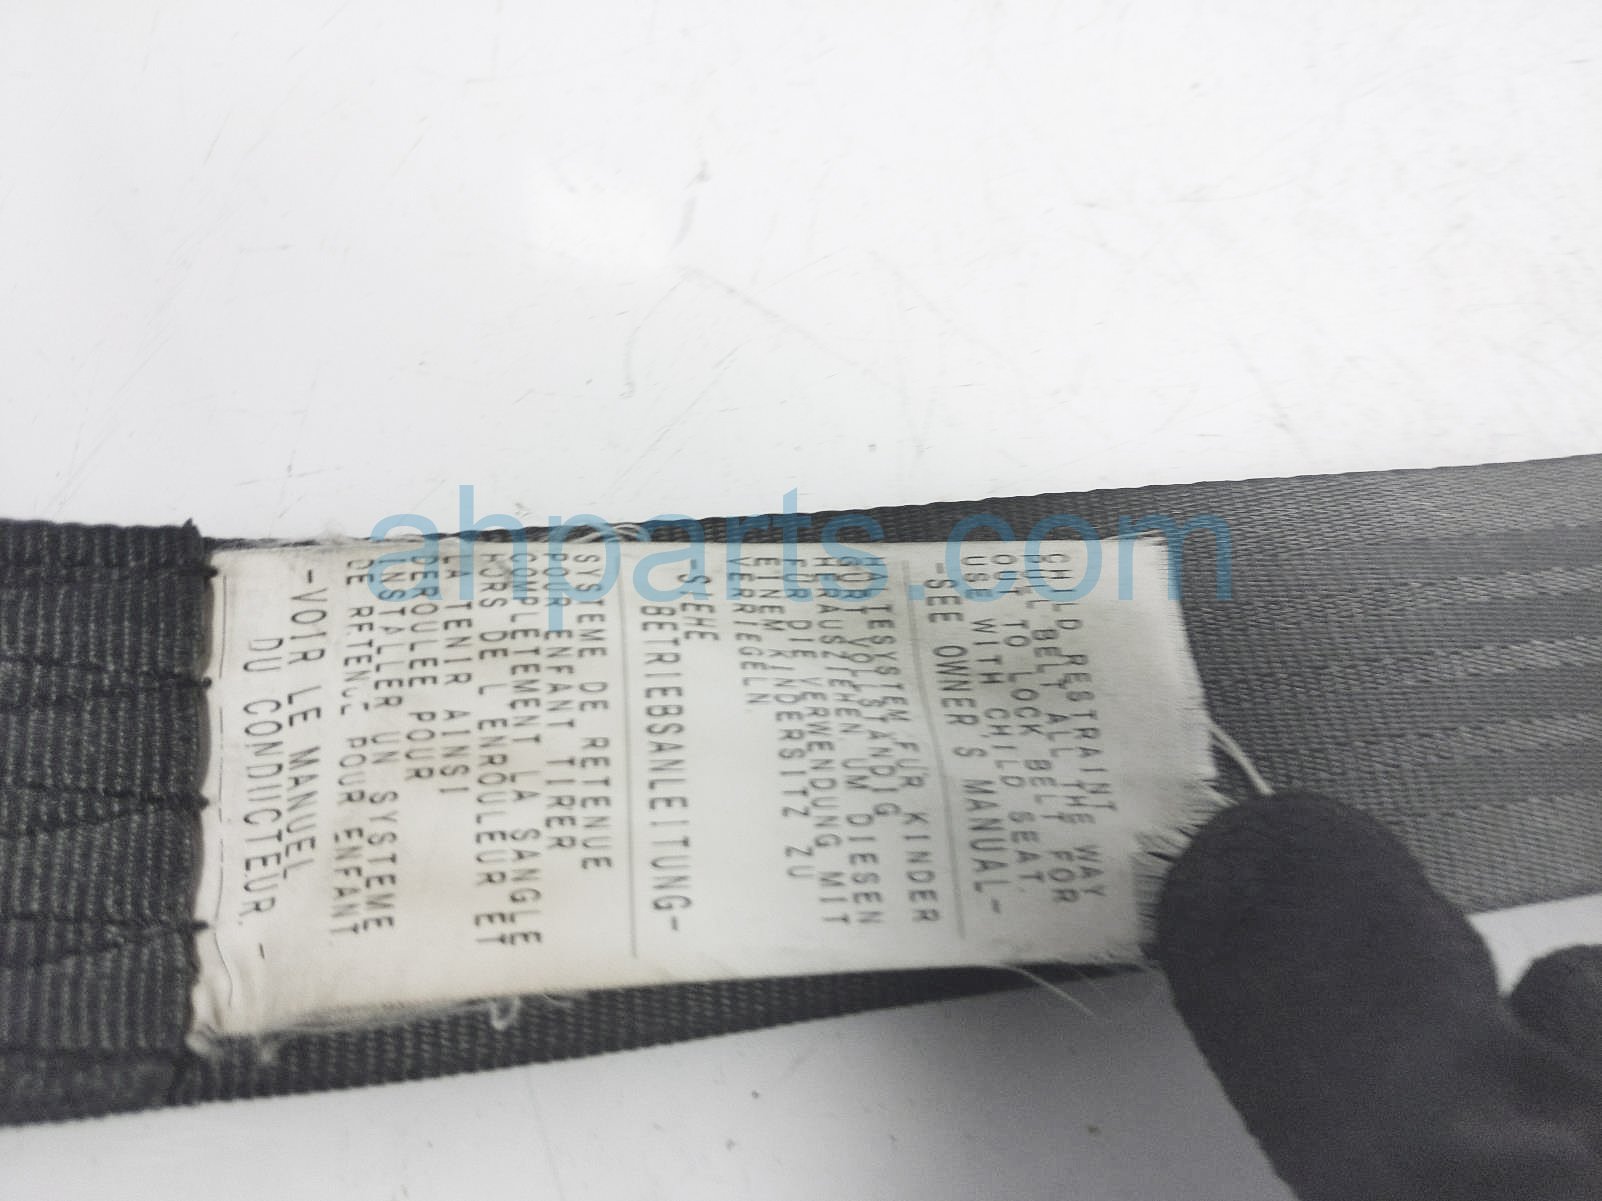 CHILD RESTRAINT
PULL BELT ALL THE WAY
OUT TO LOCK BELT FOR
USE WITH CHILD SEAT.
-SEE OWNER S MANUAL-
HALTESYSTEM FÜR KINDER
GURT VOLLSTÄNDIG
HERAUSZIEHEN UM DIESEN
FÜR DIE VERWENDUNG MIT
EINEM KINDERSITZ ZU
VERRIEGELN
-SIEHE
BETRIEBSANLEITUNG-
SYSTEME DE RETENUE
POUR ENFANT TIRER
COMPLETEMENT LA SANGLE
HORS DE L ENROULEUR ET
LA TENIR AINSI
DEROULEE POUR
INSTALLER UN SYSTEME
DE RETENUE POUR ENFANT
-VOIR LE MANUEL
DU CONDUCTEUR. -
ahparts.com